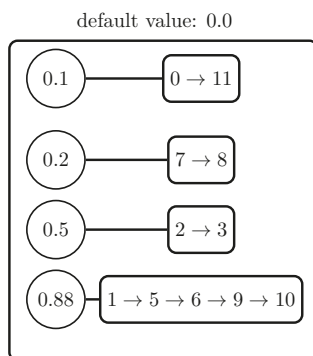 default value: 0.0
0.1 0 → 11
0.2 7 → 8
0.5 2 → 3
0.88 1 → 5 → 6 → 9 → 10